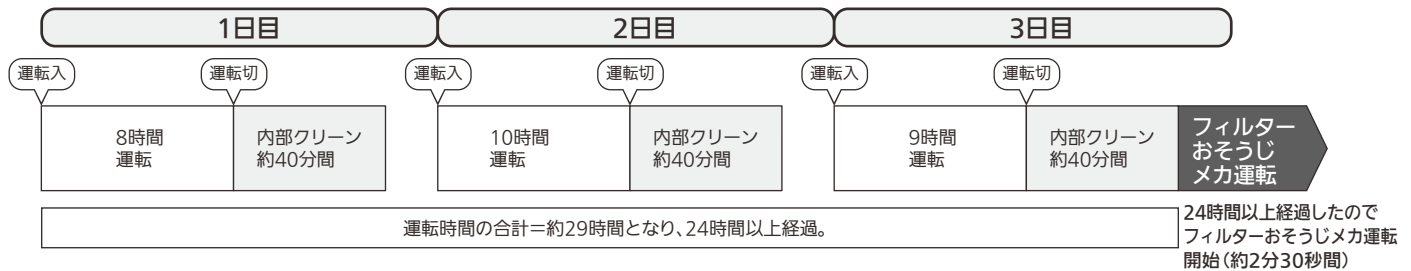 1日目
2日目
3日目
運転入
運転切
運転入
運転切
運転入
運転切
8時間
運転
内部クリーン
約40分間
10時間
運転
内部クリーン
約40分間
9時間
運転
内部クリーン
約40分間
フィルター
おそうじ
メカ運転
運転時間の合計＝約29時間となり、24時間以上経過。
24時間以上経過したので
フィルターおそうじメカ運転
開始（約2分30秒間）